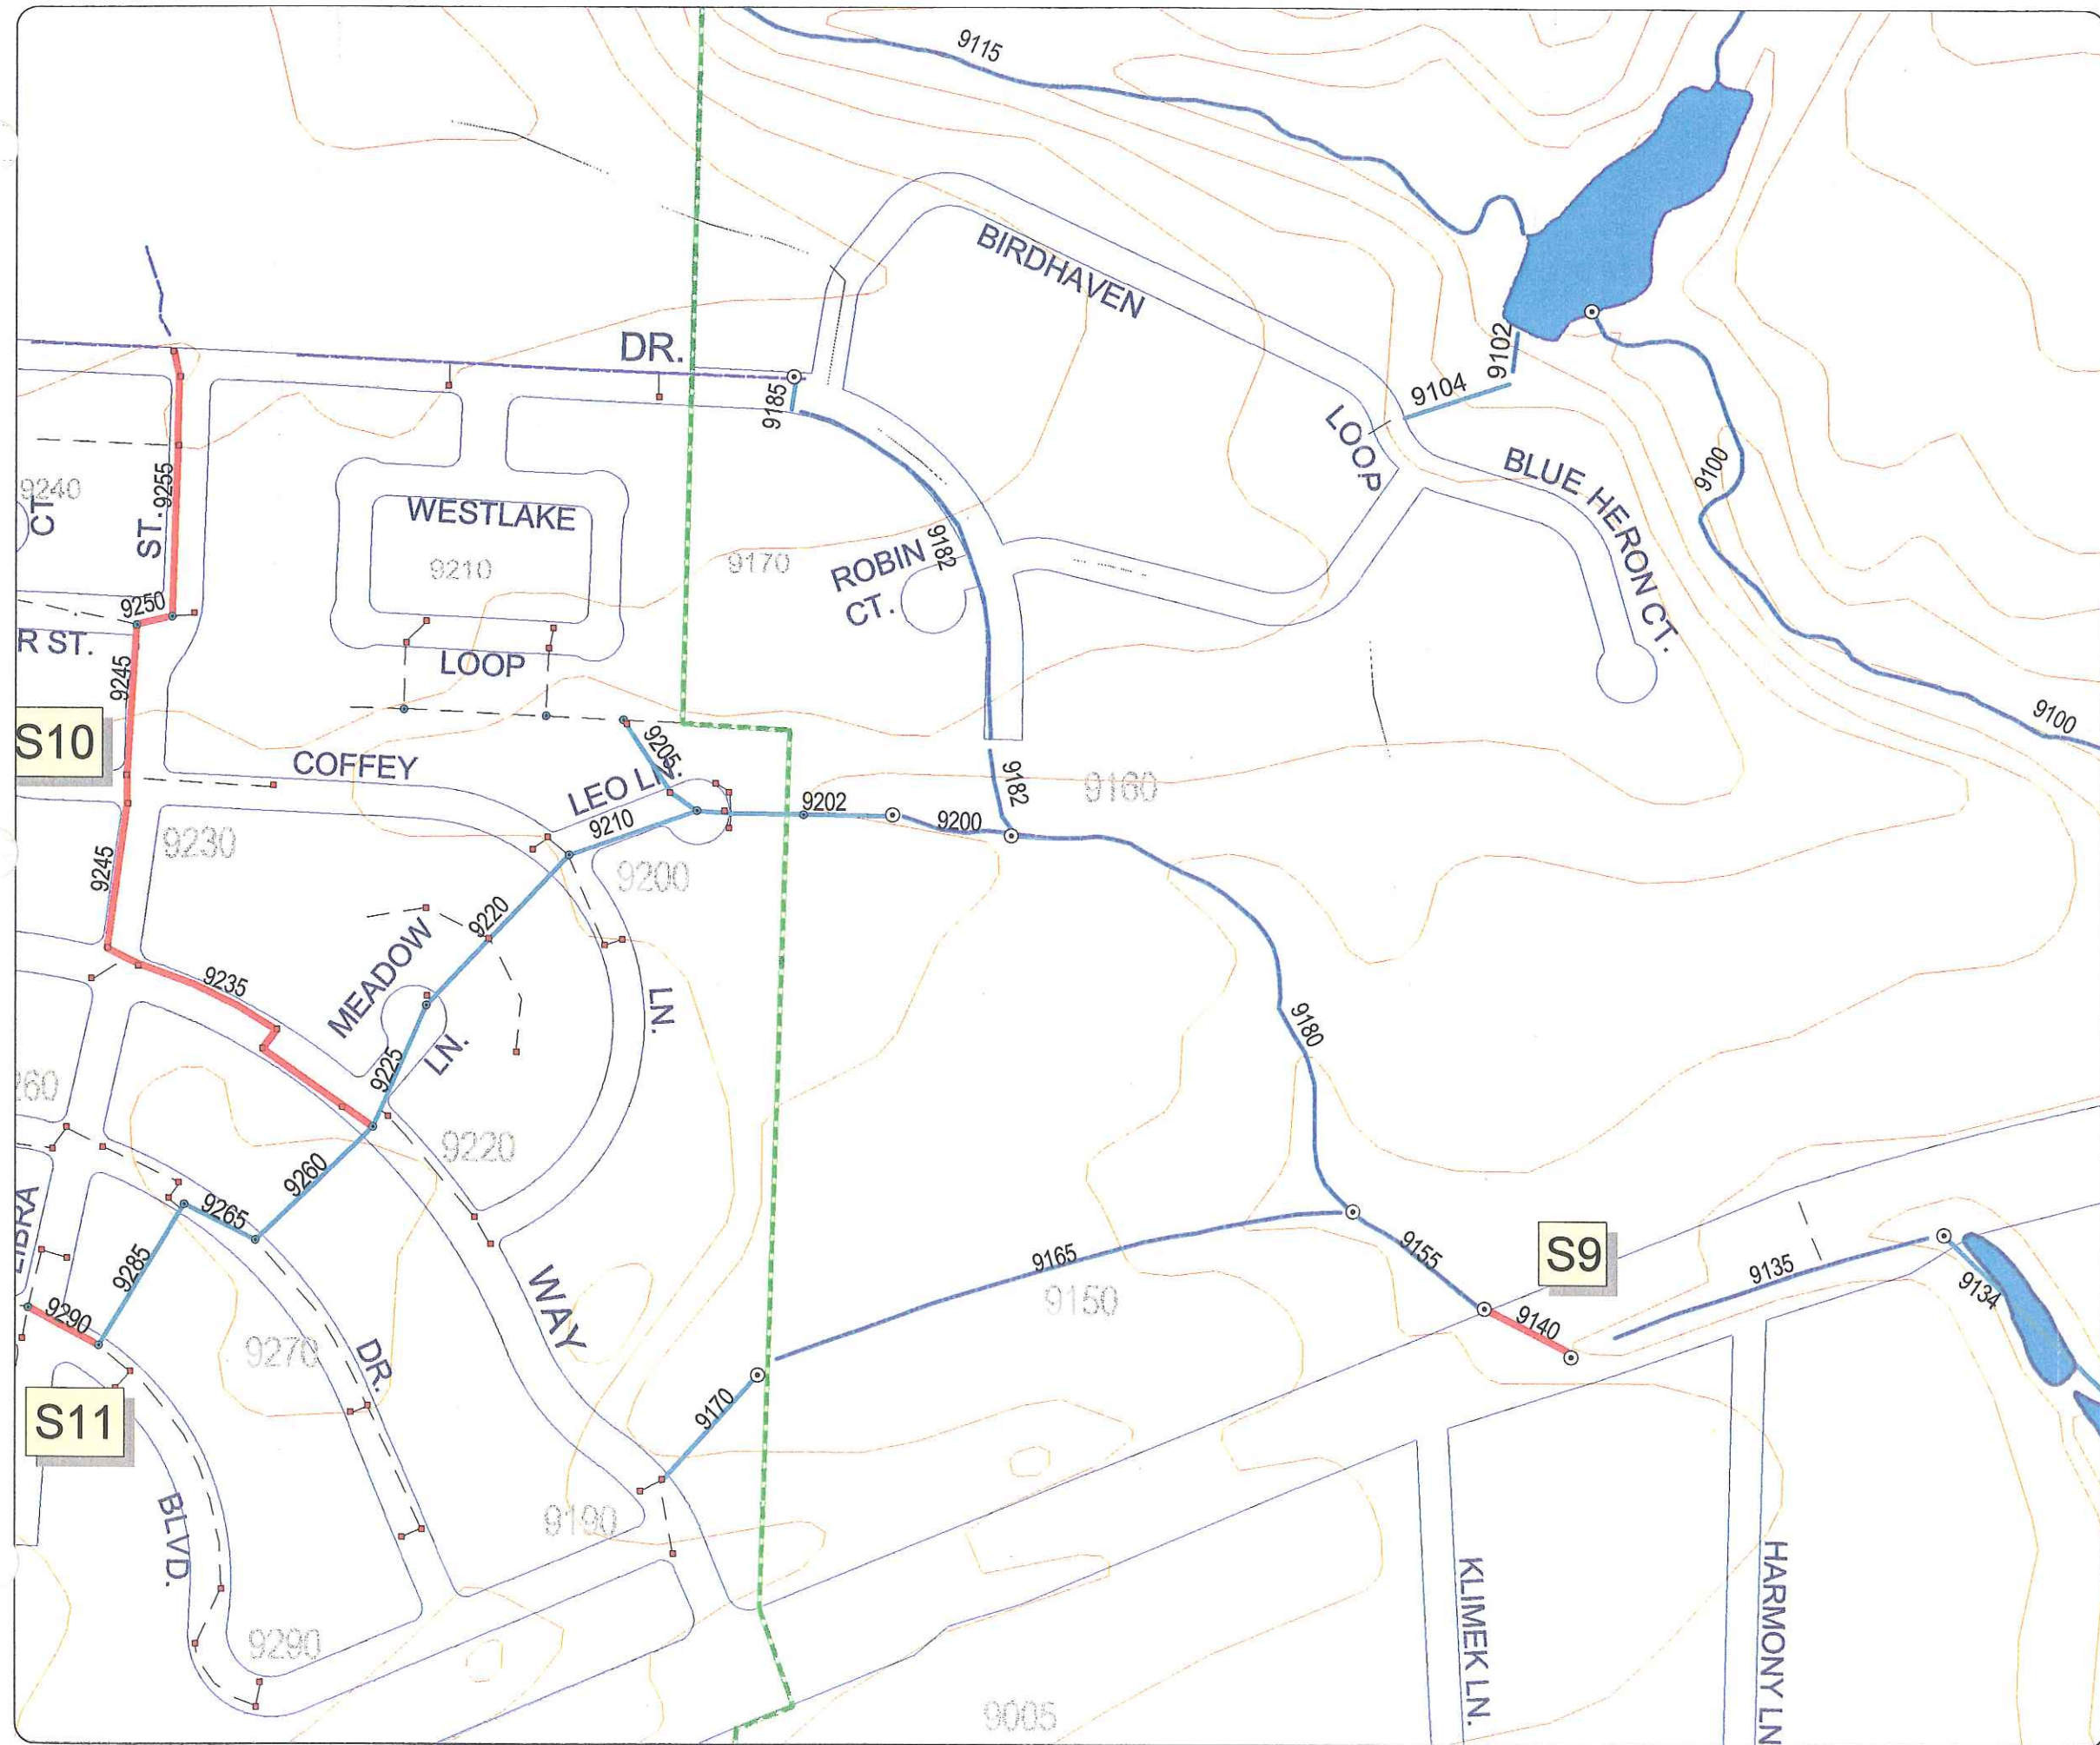 9115
BIRDHAVEN
DR.
9185
9102
9104
LOOP
BLUE HERON CT.
9100
9240
CT.
ST.
9255
WESTLAKE
9210
9170
ROBIN
CT.
9182
9250
R ST.
LOOP
9245
S10
COFFEY
9205
LEO LN.
9210
9202
9200
9182
9160
9100
9230
9200
9245
9220
MEADOW
LN.
9235
LN.
9225
9180
260
9220
9260
LIBRA
9265
9285
9290
WAY
9165
9150
9155
S9
9140
9135
9134
9270
DR.
S11
9170
BLVD.
9190
9290
9005
KLIMEK LN.
HARMONY LN